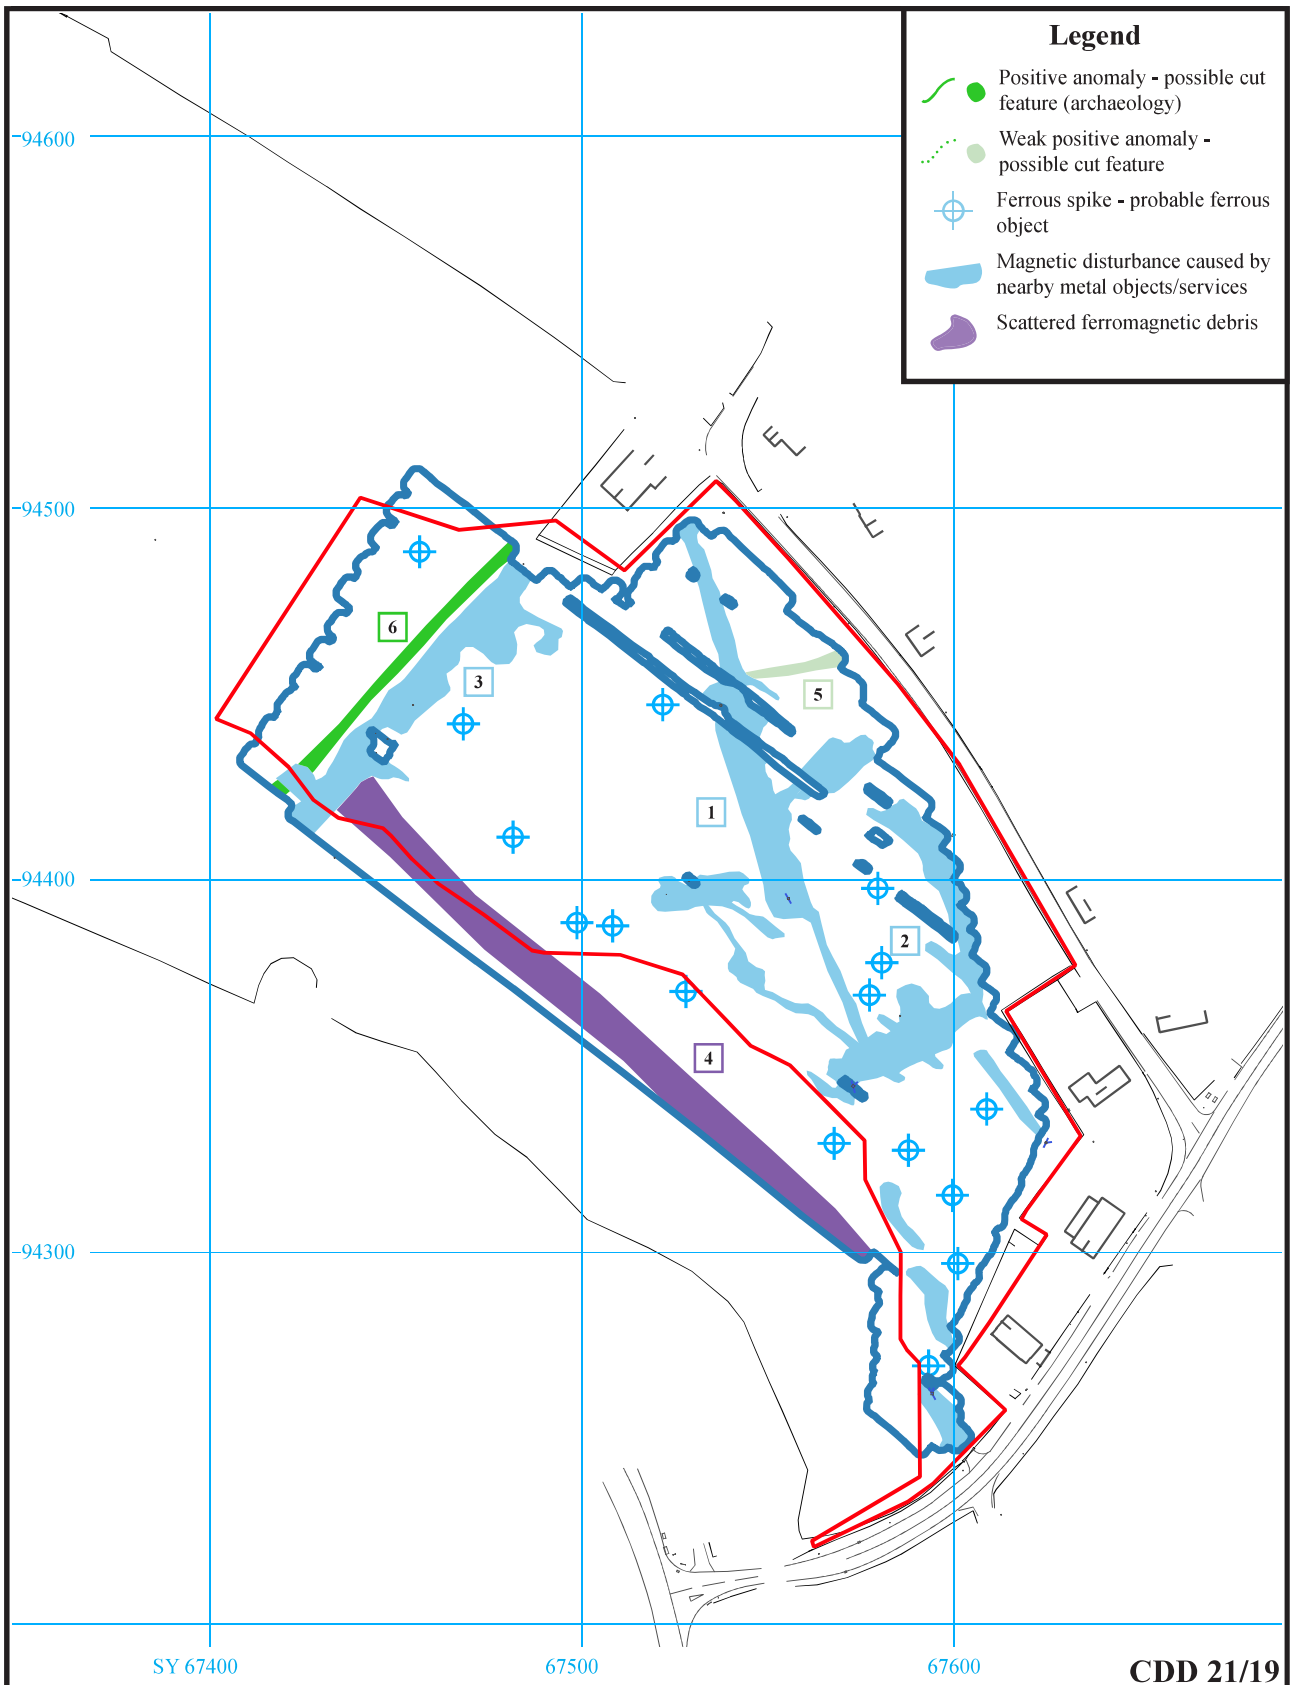 Legend
Positive anomaly - possible cut
feature (archaeology)
Weak positive anomaly -
possible cut feature
Ferrous spike - probable ferrous
object
Magnetic disturbance caused by
nearby metal objects/services
Scattered ferromagnetic debris
94600
94500
6
3
5
1
94400
2
4
94300
SY 67400
67500
67600
CDD 21/19